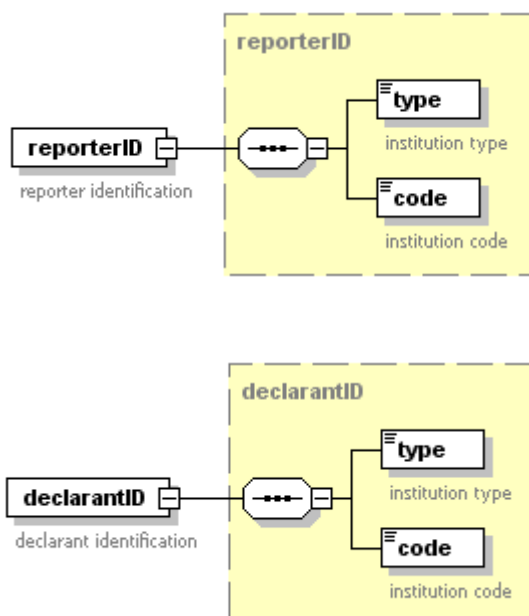 reporterID
type
institution type
reporterID
reporter identification
code
institution code
declarantID
type
institution type
declarantID
declarant identification
code
institution code